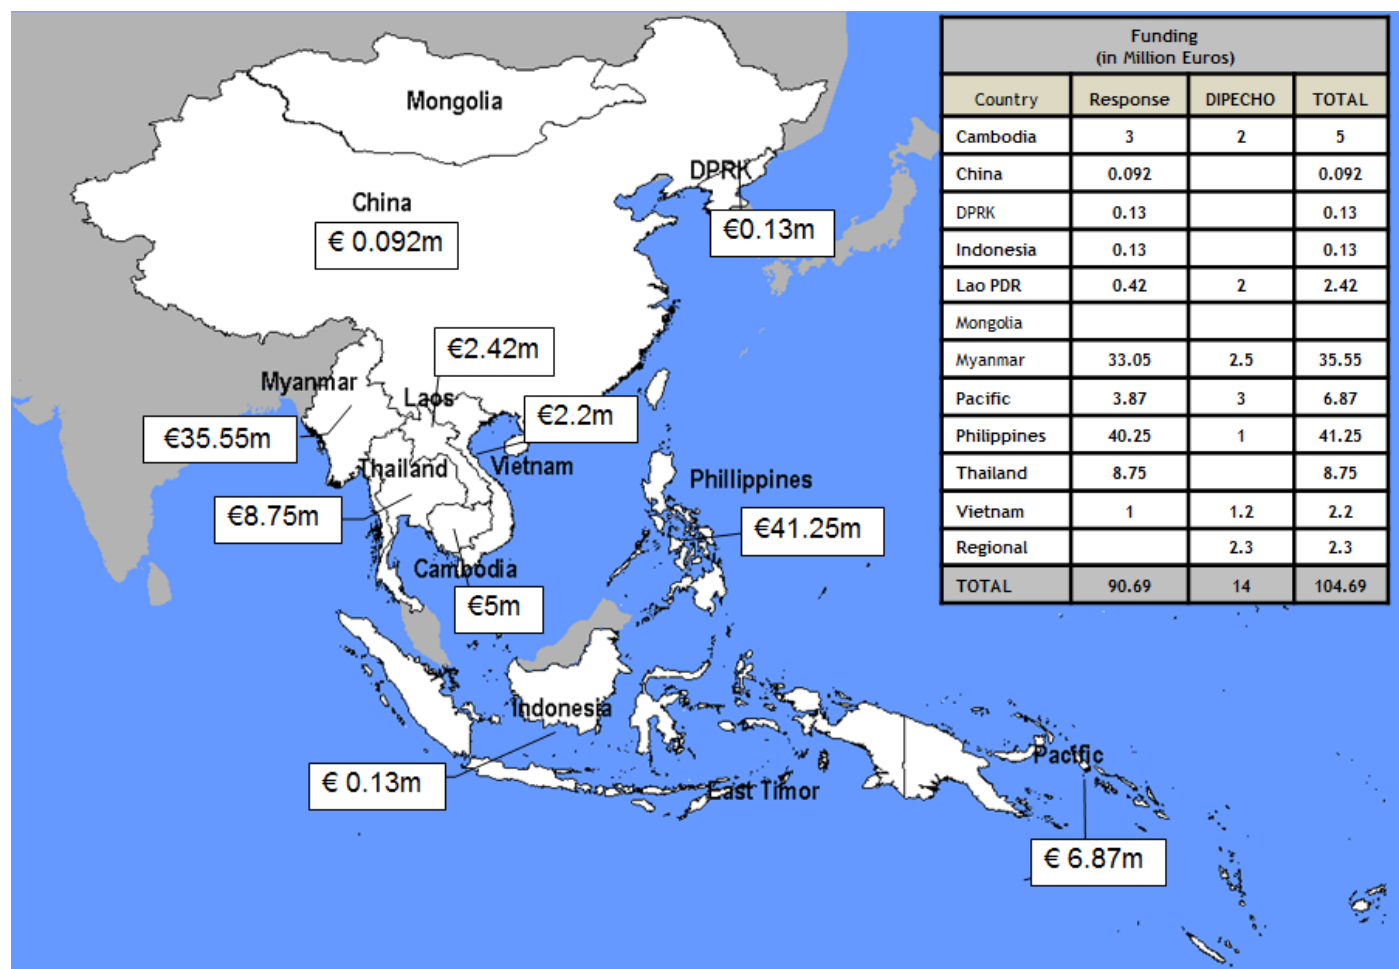 Funding
(in Million Euros)
Country Response DIPECHO TOTAL
Cambodia 3 2 5
China 0.092 0.092
DPRK 0.13 0.13
Indonesia 0.13 0.13
Lao PDR 0.42 2 2.42
Mongolia
Myanmar 33.05 2.5 35.55
Pacific 3.87 3 6.87
Philippines 40.25 1 41.25
Thailand 8.75 8.75
Vietnam 1 1.2 2.2
Regional 2.3 2.3
TOTAL 90.69 14 104.69
Mongolia
DPRK
€0.13m
China
€ 0.092m
€2.42m
Myanmar
Laos
€2.2m
€35.55m
Thailand
Vietnam
Phillippines
€8.75m
€41.25m
Cambodia
€5m
Indonesia
€ 0.13m
East Timor
Pacific
€ 6.87m